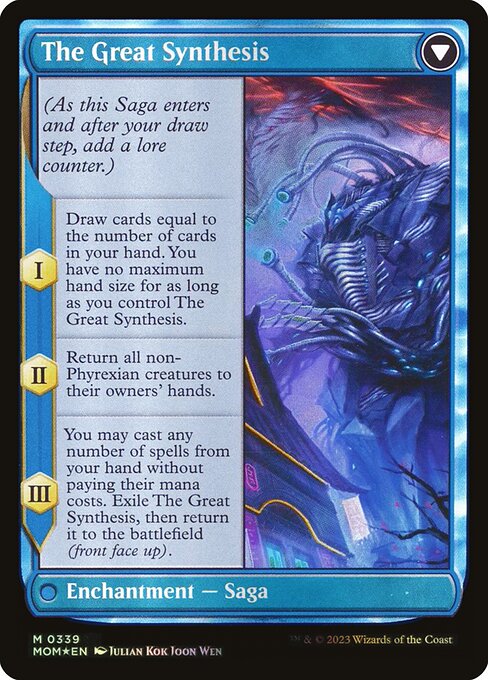 The Great Synthesis
(As this Saga enters
and after your draw
step, add a lore
counter.)
I
Draw cards equal to
the number of cards
in your hand. You
have no maximum
hand size for as long
as you control The
Great Synthesis.
II
Return all non-
Phyrexian creatures to
their owners' hands.
III
You may cast any
number of spells from
your hand without
paying their mana
costs. Exile The Great
Synthesis, then return
it to the battlefield
(front face up).
Enchantment — Saga
M 0339
MOM★EN Julian Kok Joon Wen
™ & © 2023 Wizards of the Coast